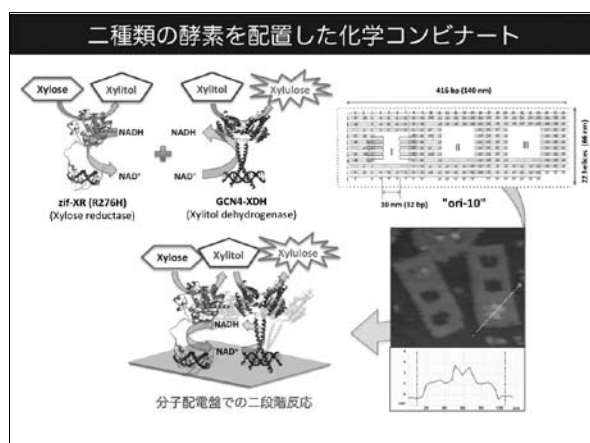 二種類の酵素を配置した化学コンビナート
Xylose
Xylitol
NADH
NAD⁺
zif-XR (R276H)
(Xylose reductase)
Xylitol
Xylulose
NADH
NAD⁺
GCN4-XDH
(Xylitol dehydrogenase)
416 bp (140 nm)
22 helices (66 nm)
I
II
III
10 nm (32 bp)
"ori-10"
Xylose
Xylitol
Xylulose
NADH
NAD⁺
分子配電盤での二段階反応